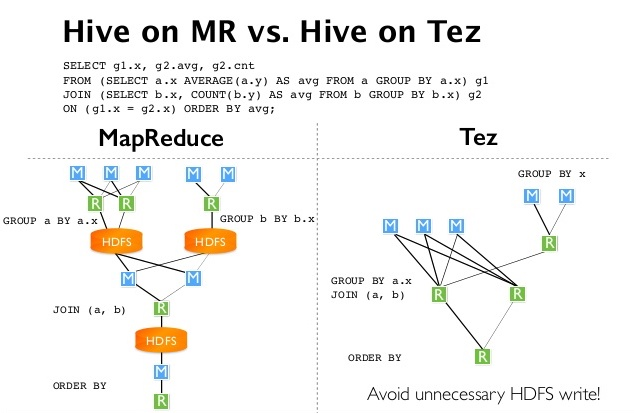 Hive on MR vs. Hive on Tez
SELECT g1.x, g2.avg, g2.cnt
FROM (SELECT a.x AVERAGE(a.y) AS avg FROM a GROUP BY a.x) g1
JOIN (SELECT b.x, COUNT(b.y) AS avg FROM b GROUP BY b.x) g2
ON (g1.x = g2.x) ORDER BY avg;
MapReduce
M M M M M
R R R
GROUP a BY a.x
GROUP b BY b.x
HDFS HDFS
M M
JOIN (a, b)
R
HDFS
M
ORDER BY
R
Tez
GROUP BY x
M M
M M M
R
GROUP BY a.x
JOIN (a, b)
R R
ORDER BY
R
Avoid unnecessary HDFS write!